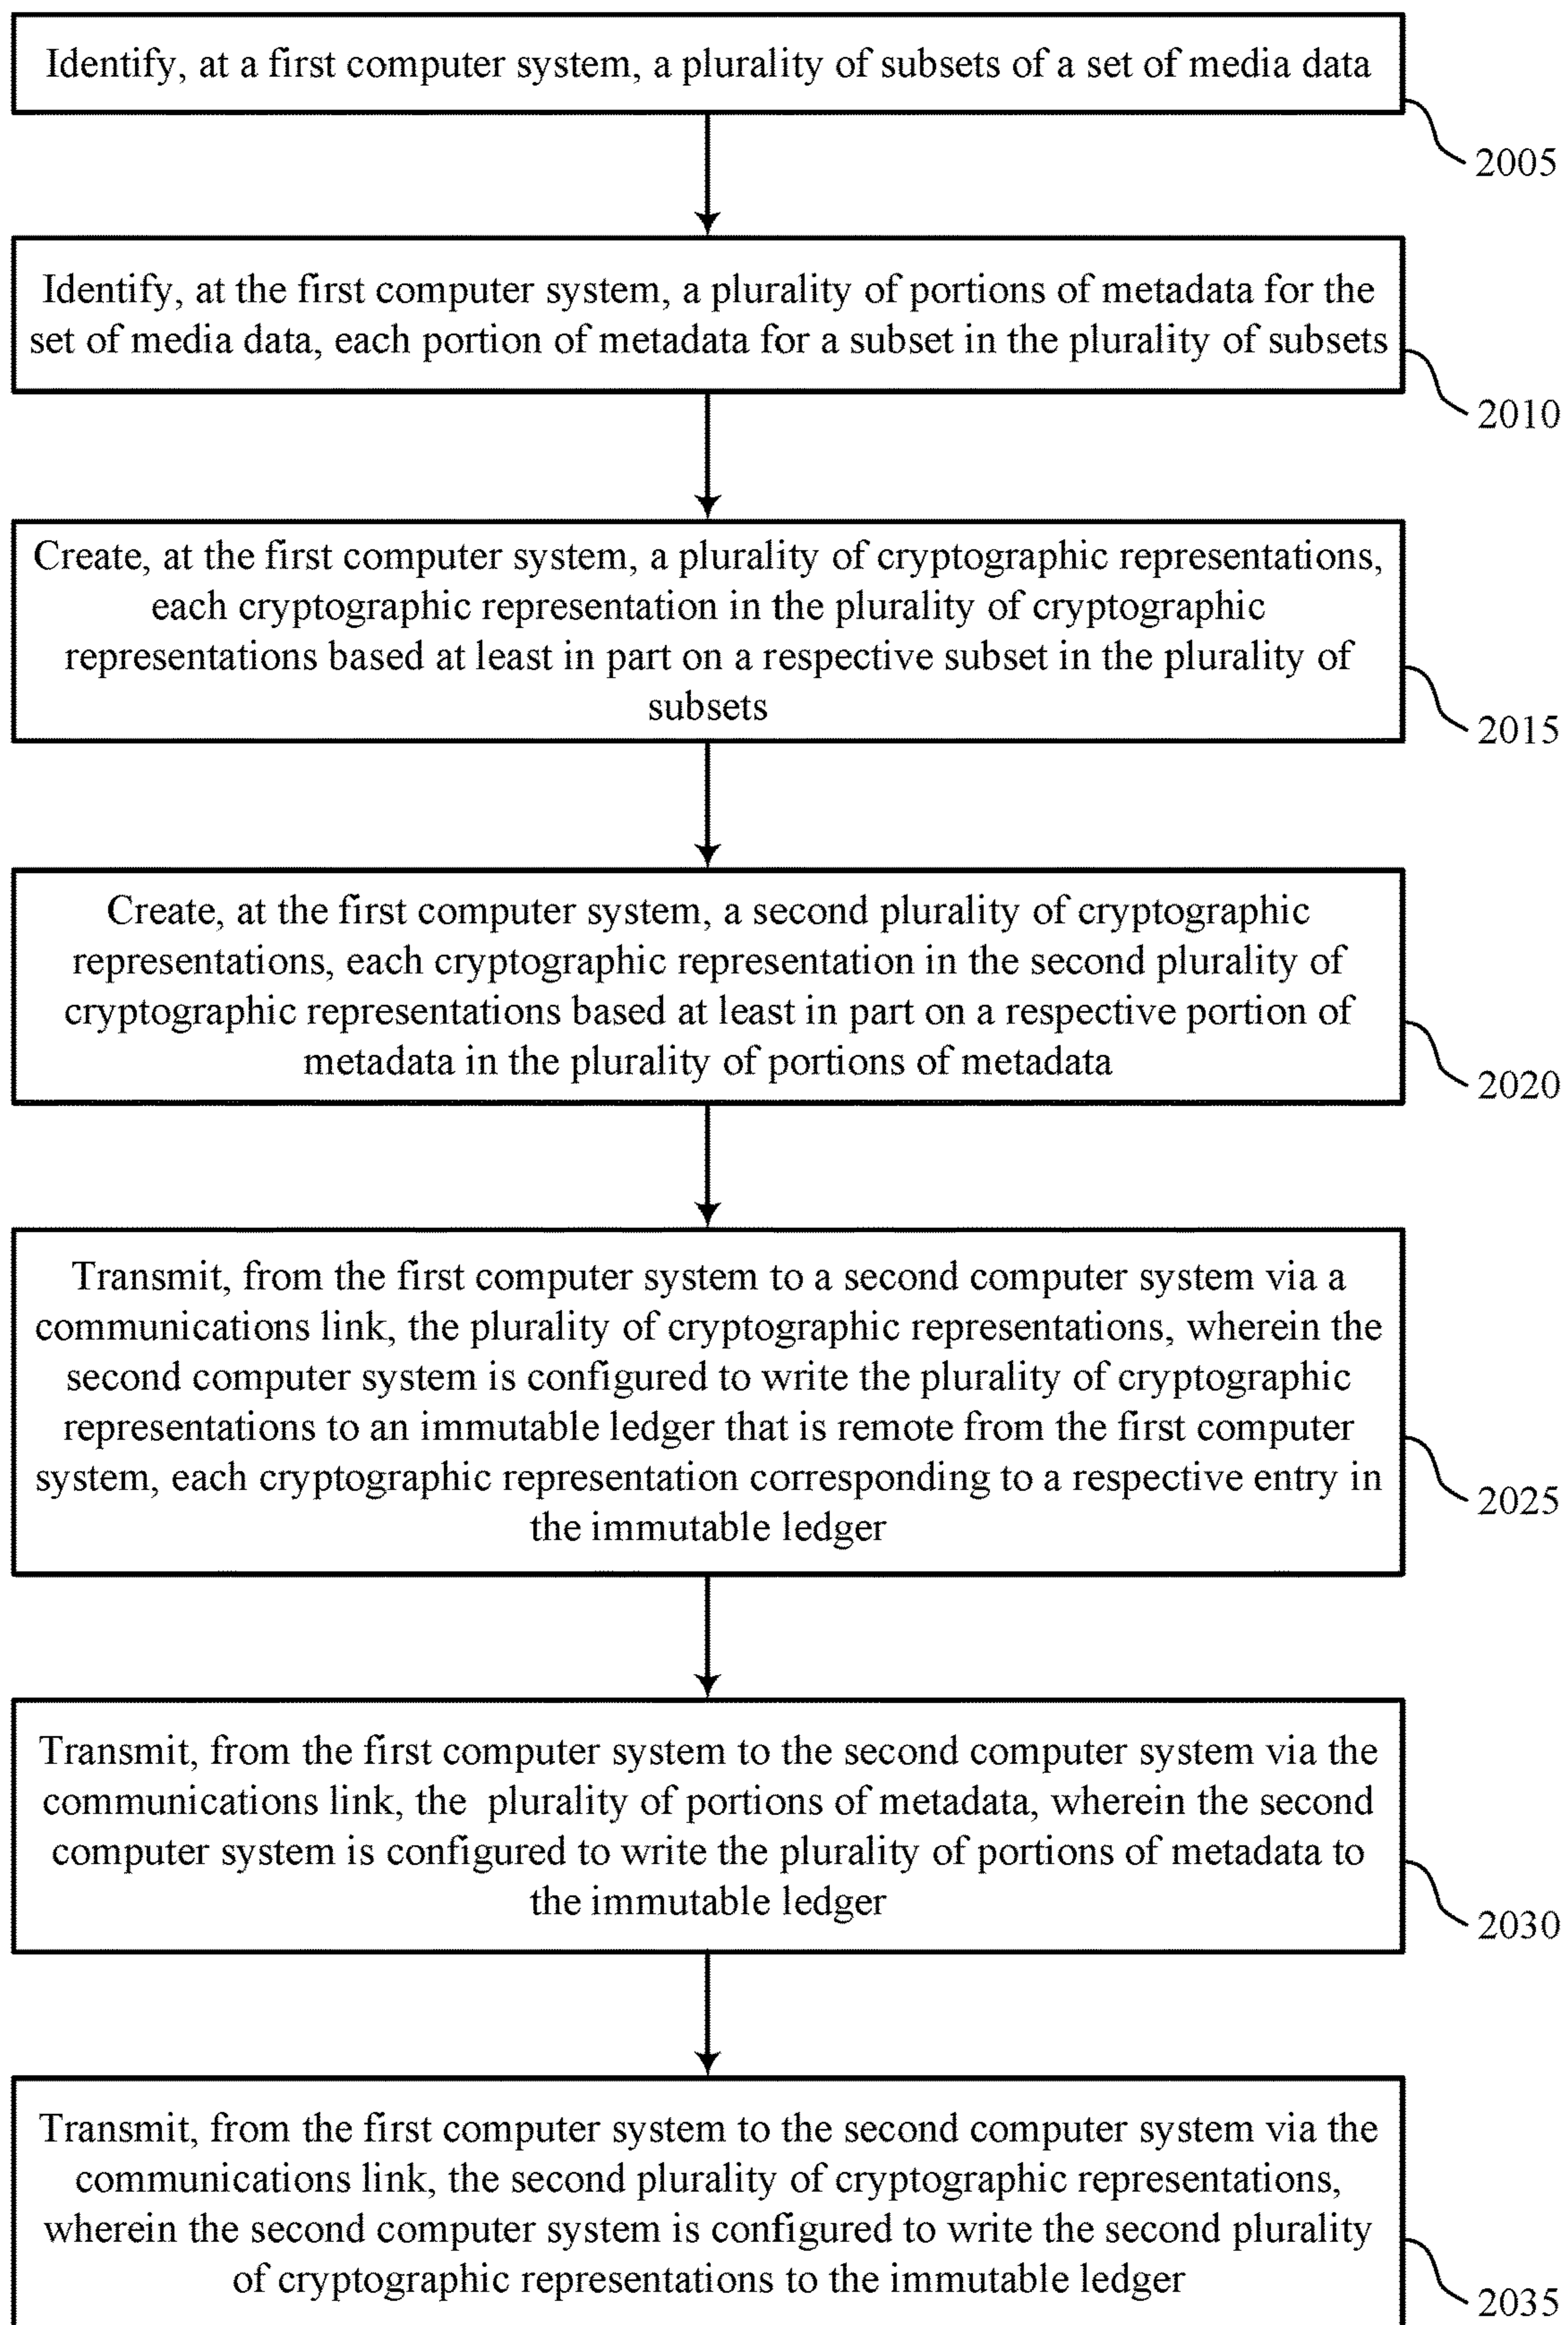 Identify, at a first computer system, a plurality of subsets of a set of media data
2005
Identify, at the first computer system, a plurality of portions of metadata for the
set of media data, each portion of metadata for a subset in the plurality of subsets
2010
Create, at the first computer system, a plurality of cryptographic representations,
each cryptographic representation in the plurality of cryptographic
representations based at least in part on a respective subset in the plurality of
subsets
2015
Create, at the first computer system, a second plurality of cryptographic
representations, each cryptographic representation in the second plurality of
cryptographic representations based at least in part on a respective portion of
metadata in the plurality of portions of metadata
2020
Transmit, from the first computer system to a second computer system via a
communications link, the plurality of cryptographic representations, wherein the
second computer system is configured to write the plurality of cryptographic
representations to an immutable ledger that is remote from the first computer
system, each cryptographic representation corresponding to a respective entry in
the immutable ledger
2025
Transmit, from the first computer system to the second computer system via the
communications link, the plurality of portions of metadata, wherein the second
computer system is configured to write the plurality of portions of metadata to
the immutable ledger
2030
Transmit, from the first computer system to the second computer system via the
communications link, the second plurality of cryptographic representations,
wherein the second computer system is configured to write the second plurality
of cryptographic representations to the immutable ledger
2035